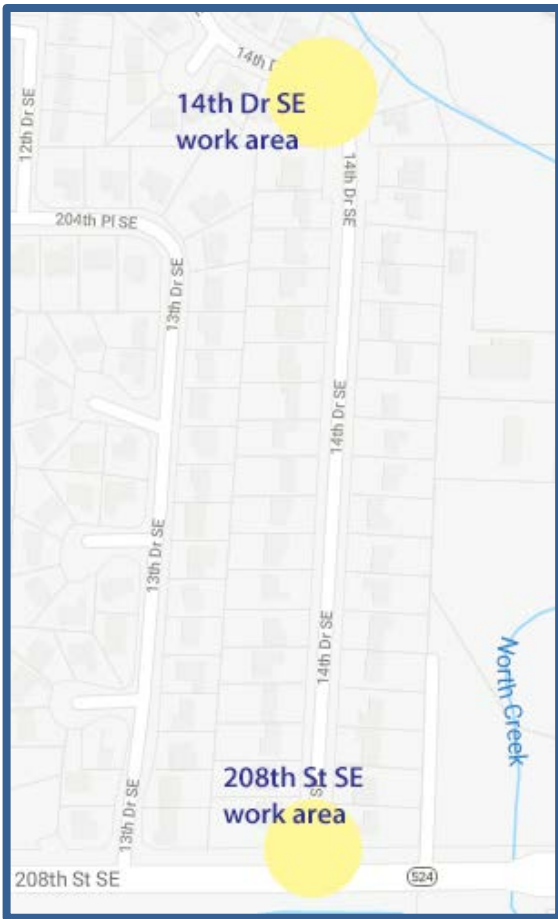 14th D
14th Dr SE
work area
12th Dr SE
14th Dr SE
204th Pl SE
13th Dr SE
14th Dr SE
13th Dr SE
14th Dr SE
North Creek
208th St SE
work area
S
13th Dr SE
208th St SE
524